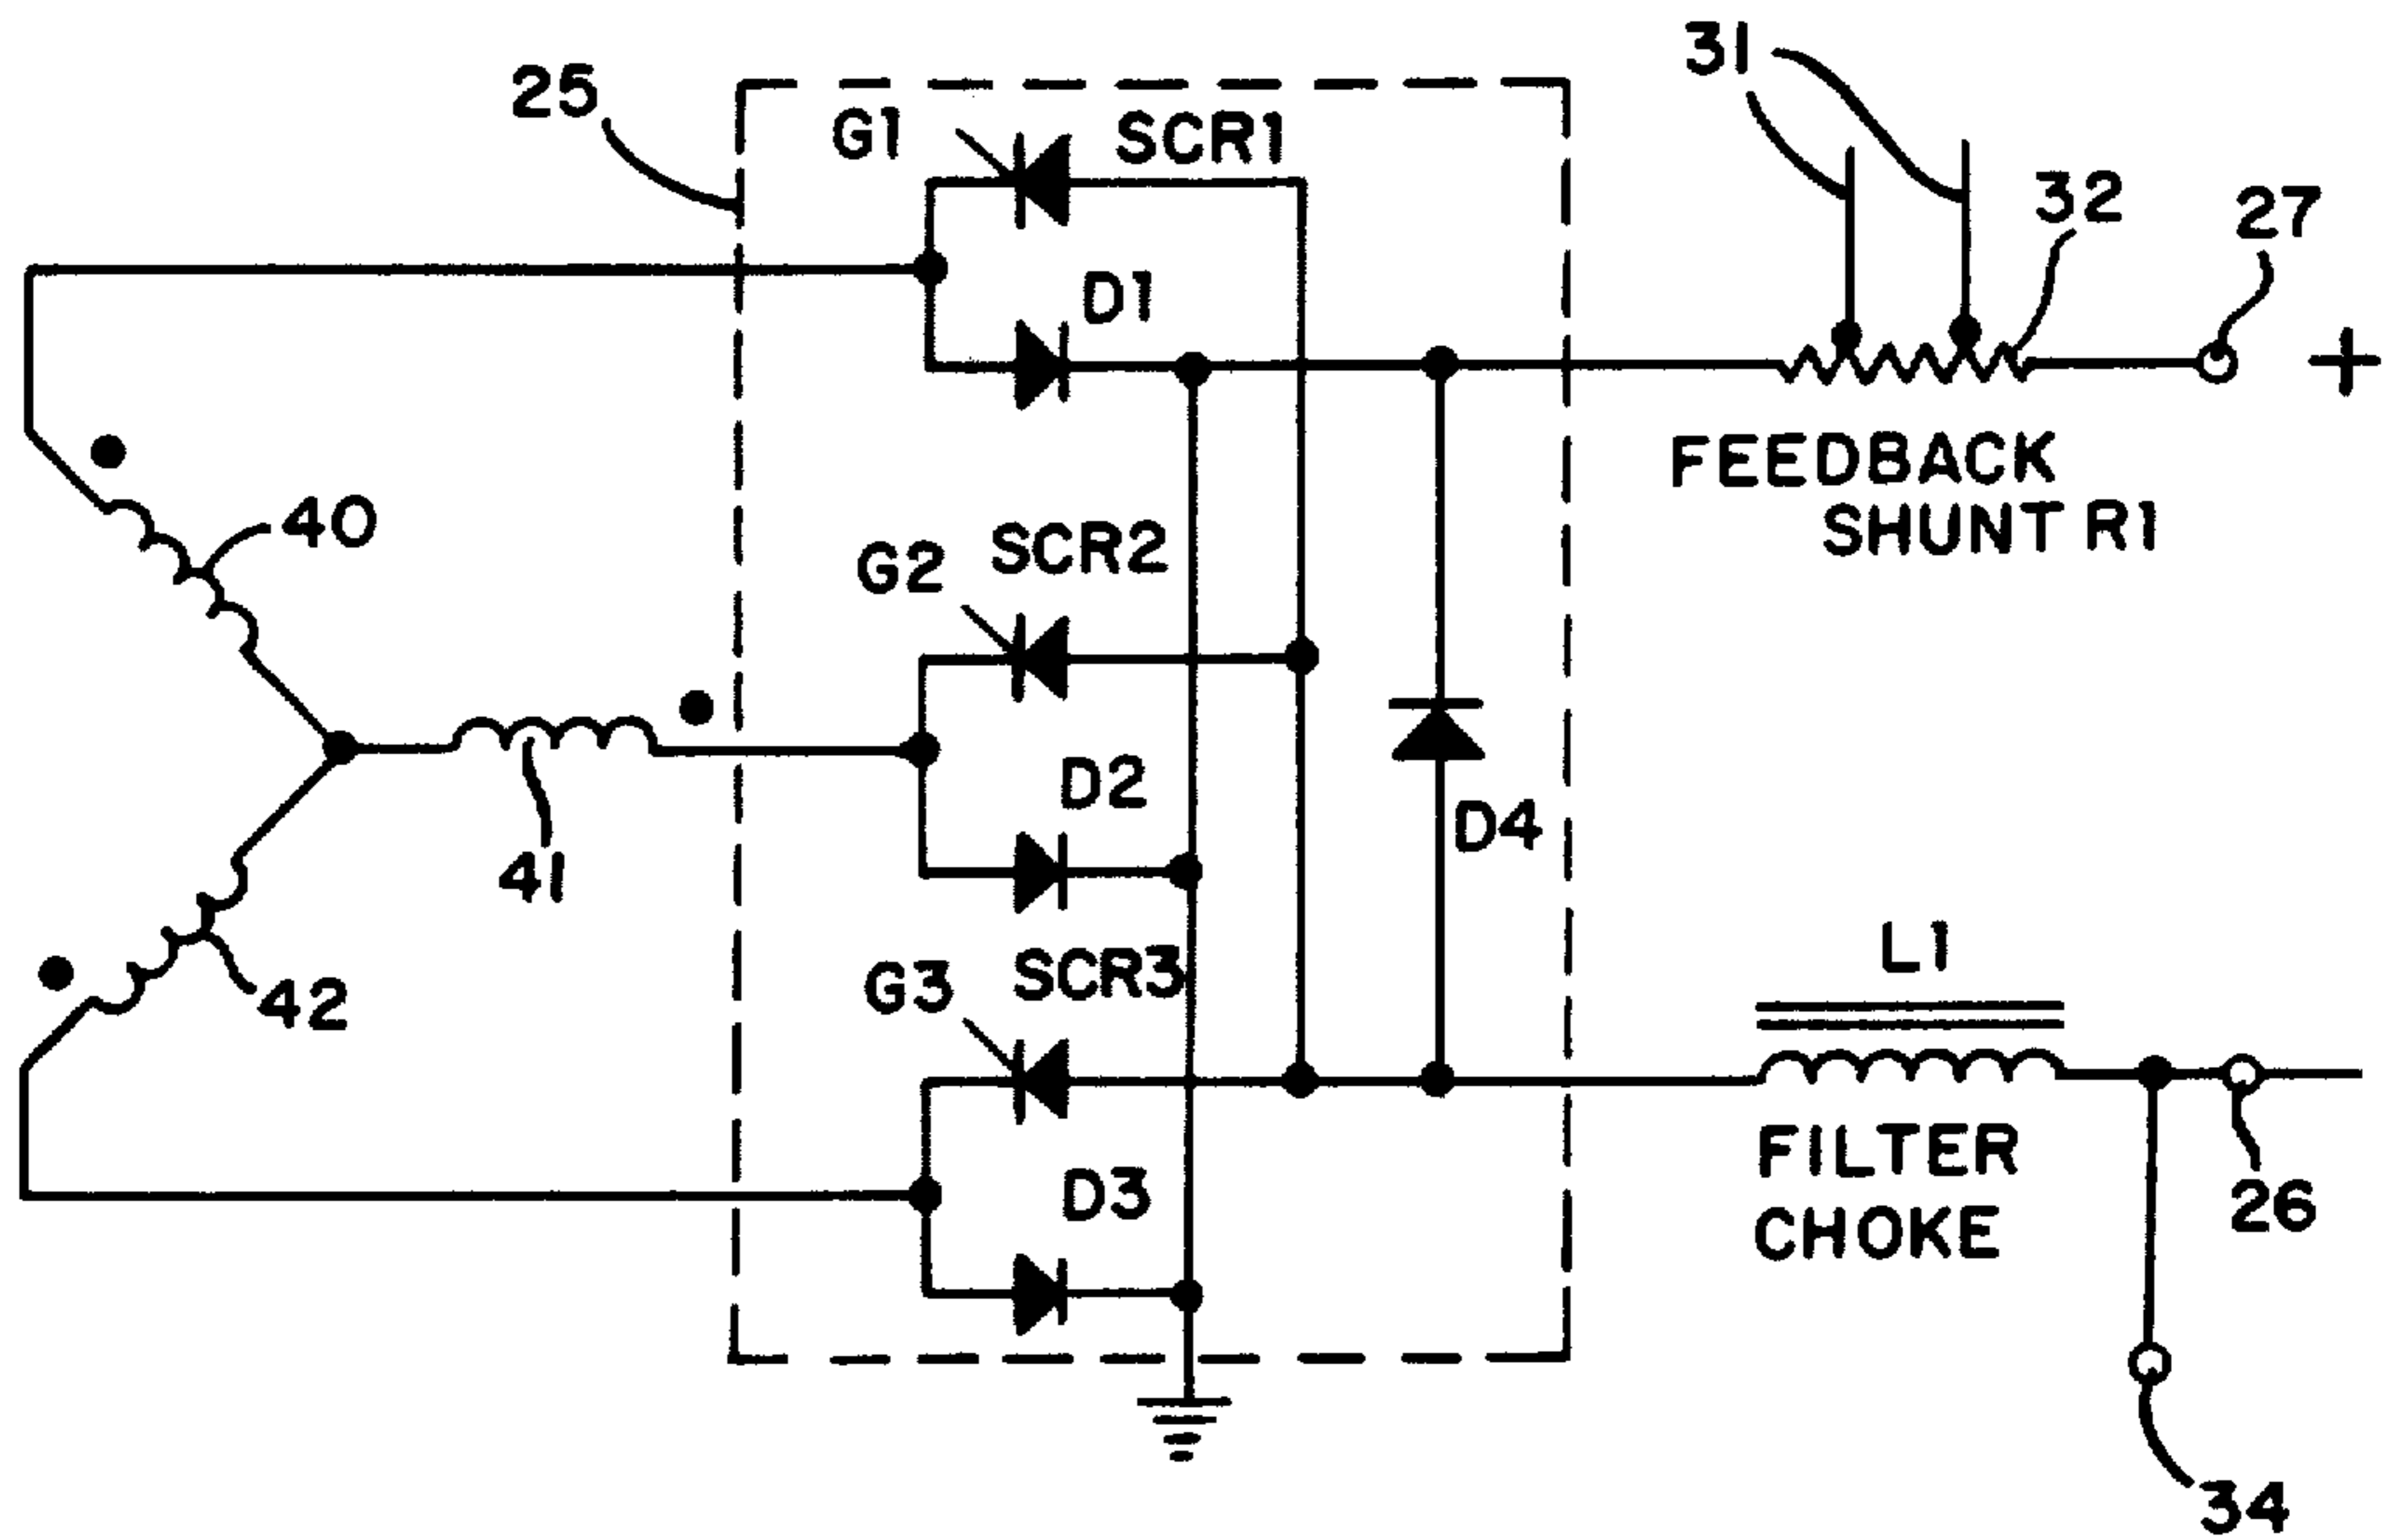 31
25
G1
SCR1
32
27
D1
+
FEEDBACK
SHUNT R1
40
G2
SCR2
D2
D4
41
L1
G3
SCR3
42
FILTER
CHOKE
D3
26
34